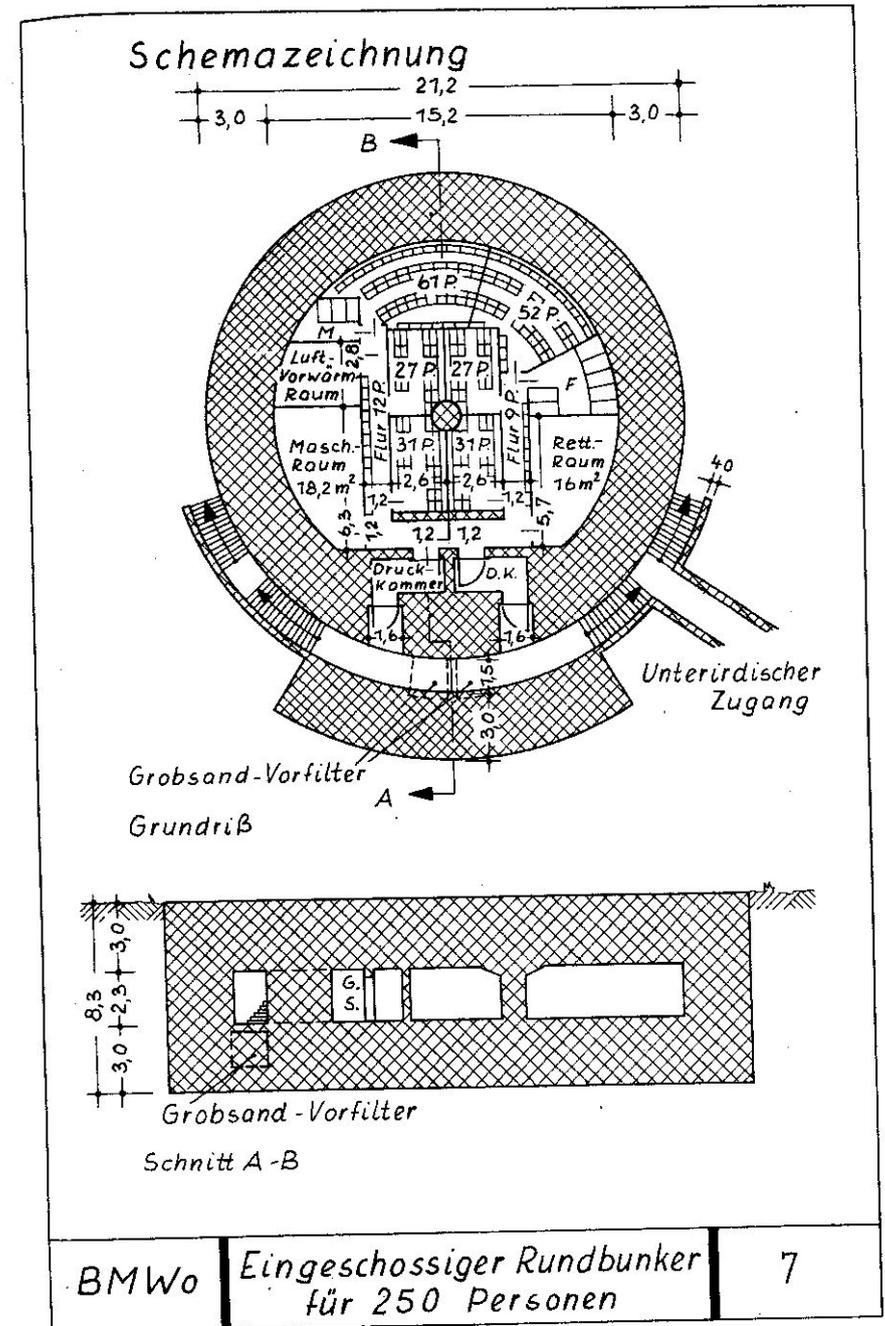 Schemazeichnung
21,2
3,0 15,2 3,0
B
61 P.
52 P.
M
2,8
Luft-
Vorwärm
Raum
27 P. 27 P.
F
Flur 12 P.
Flur 9 P.
Masch.-
Raum
18,2 m²
31 P. 31 P.
Rett.-
Raum
16 m²
40
1,2 2,6 2,6 1,2
6,3
1,2
1,2 1,2
5,7
Druck-
Kammer
D.K.
1,6 1,6
1,5
3,0
Unterirdischer
Zugang
Grobsand-Vorfilter
A
Grundriß
3,0
8,3
2,3
3,0
G.
S.
Grobsand-Vorfilter
Schnitt A-B
BMWo
Eingeschossiger Rundbunker
für 250 Personen
7